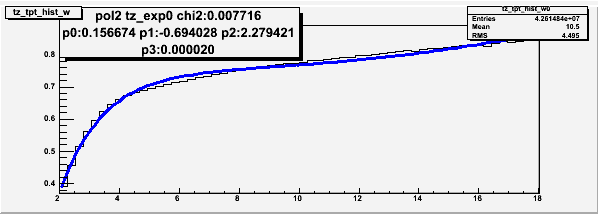 tz_tpt_hist_w
pol2 tz_exp0 chi2:0.007716
p0:0.156674 p1:-0.694028 p2:2.279421
p3:0.000020
tz_tpt_hist_w0
Entries 4.261484e+07
Mean 10.5
RMS 4.495
0.8
0.7
0.6
0.5
0.4
2 4 6 8 10 12 14 16 18